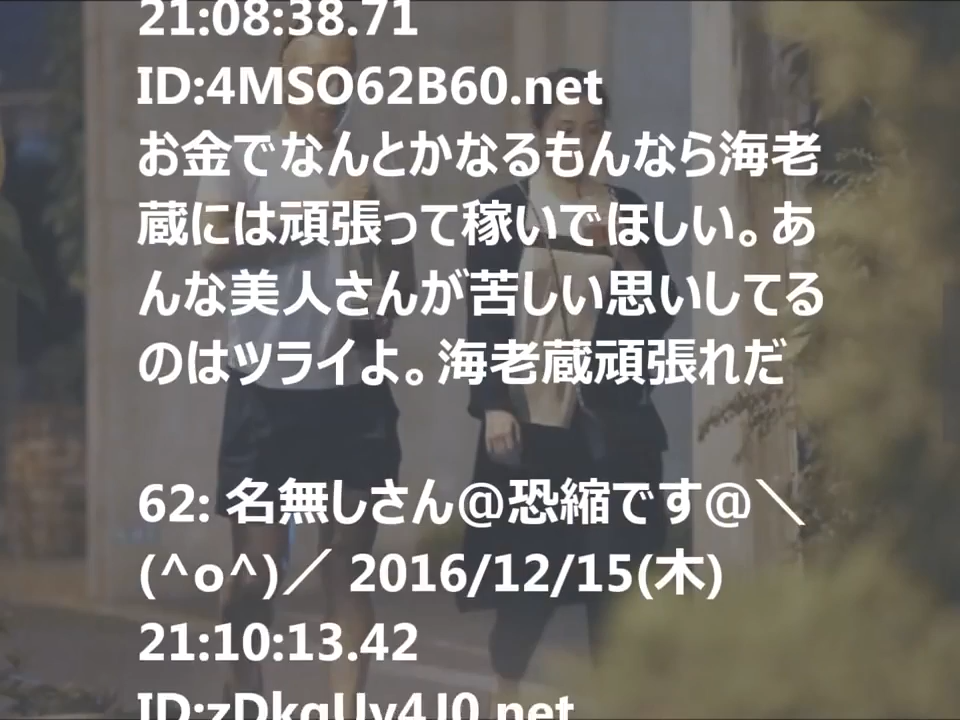 21:08:38.71
ID:4MSO62B60.net
お金でなんとかなるもんなら海老
蔵には頑張って稼いでほしい。あ
んな美人さんが苦しい思いしてる
のはツライよ。海老蔵頑張れだ
62: 名無しさん@恐縮です@＼
(^o^)／ 2016/12/15(木)
21:10:13.42
ID:zDkgUy4J0.net